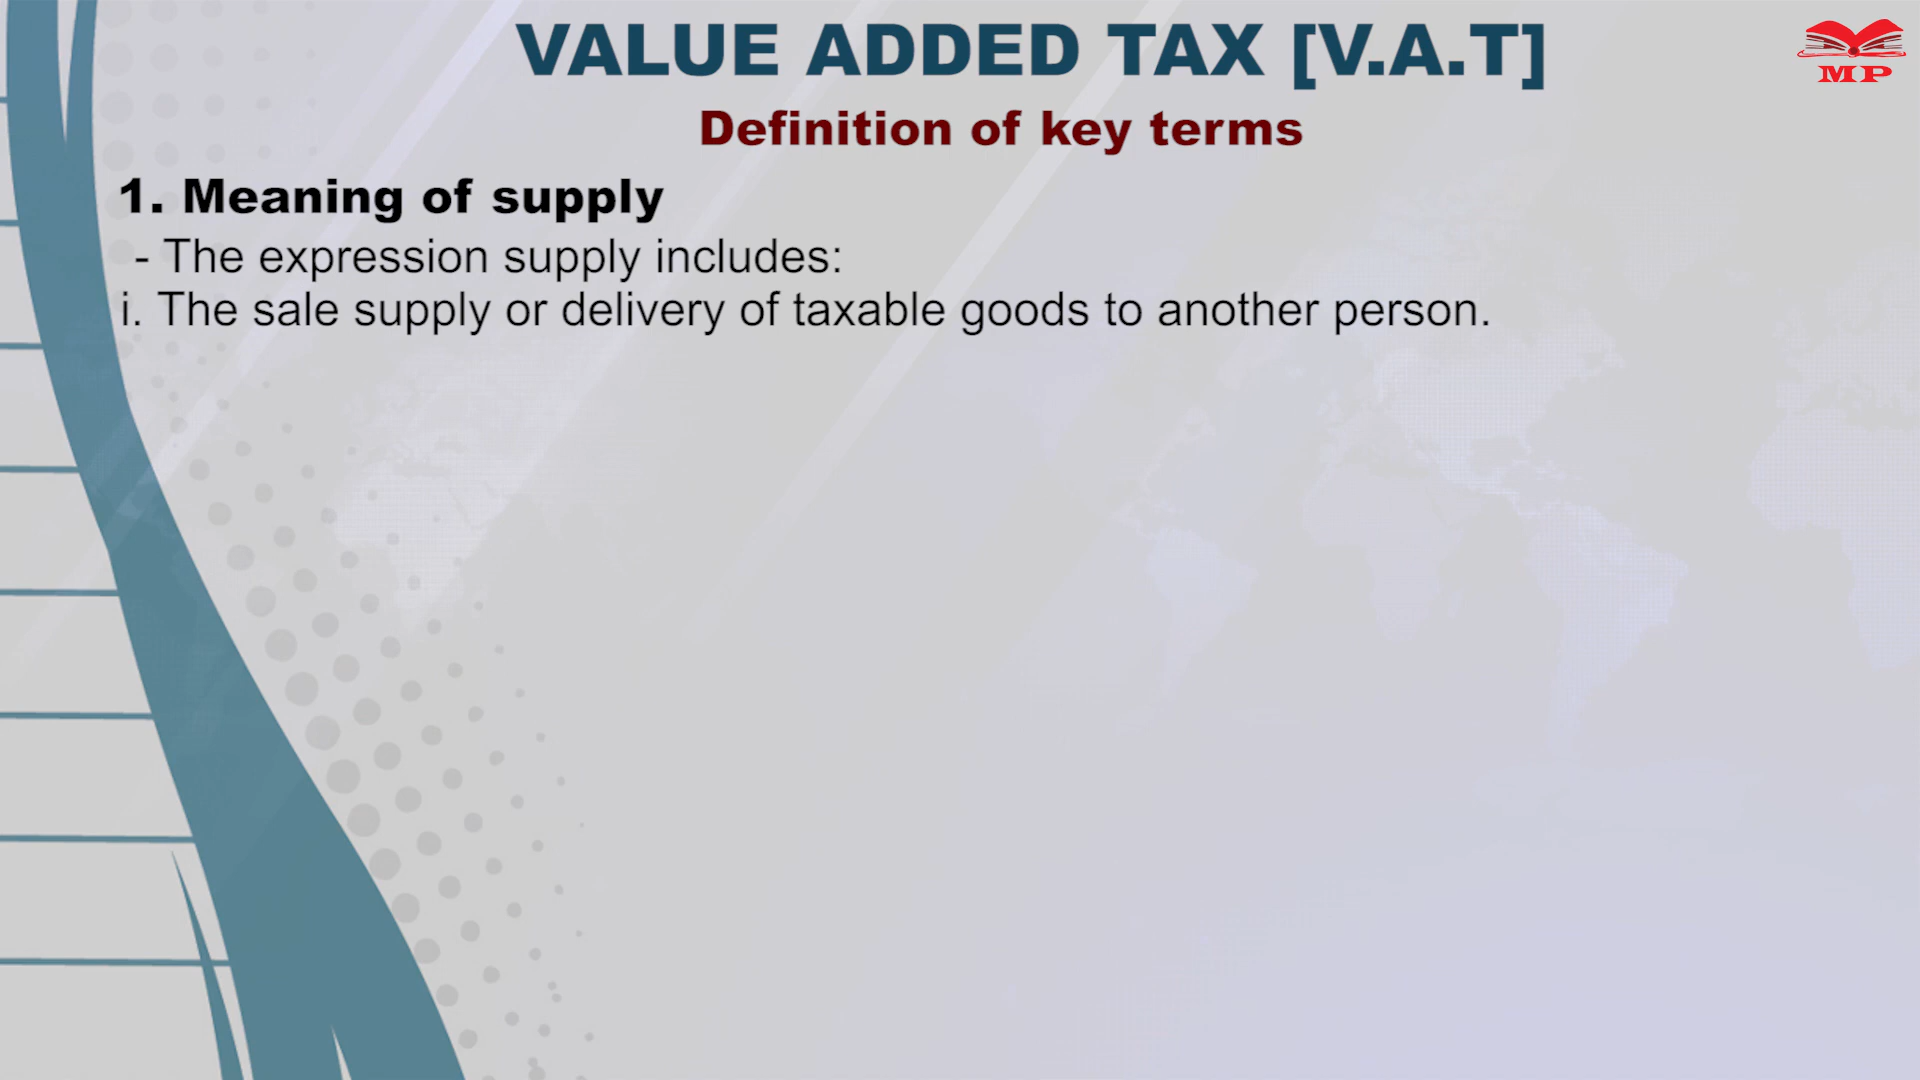 VALUE ADDED TAX [V.A.T]
MP
Definition of key terms
1. Meaning of supply
- The expression supply includes:
i. The sale supply or delivery of taxable goods to another person.